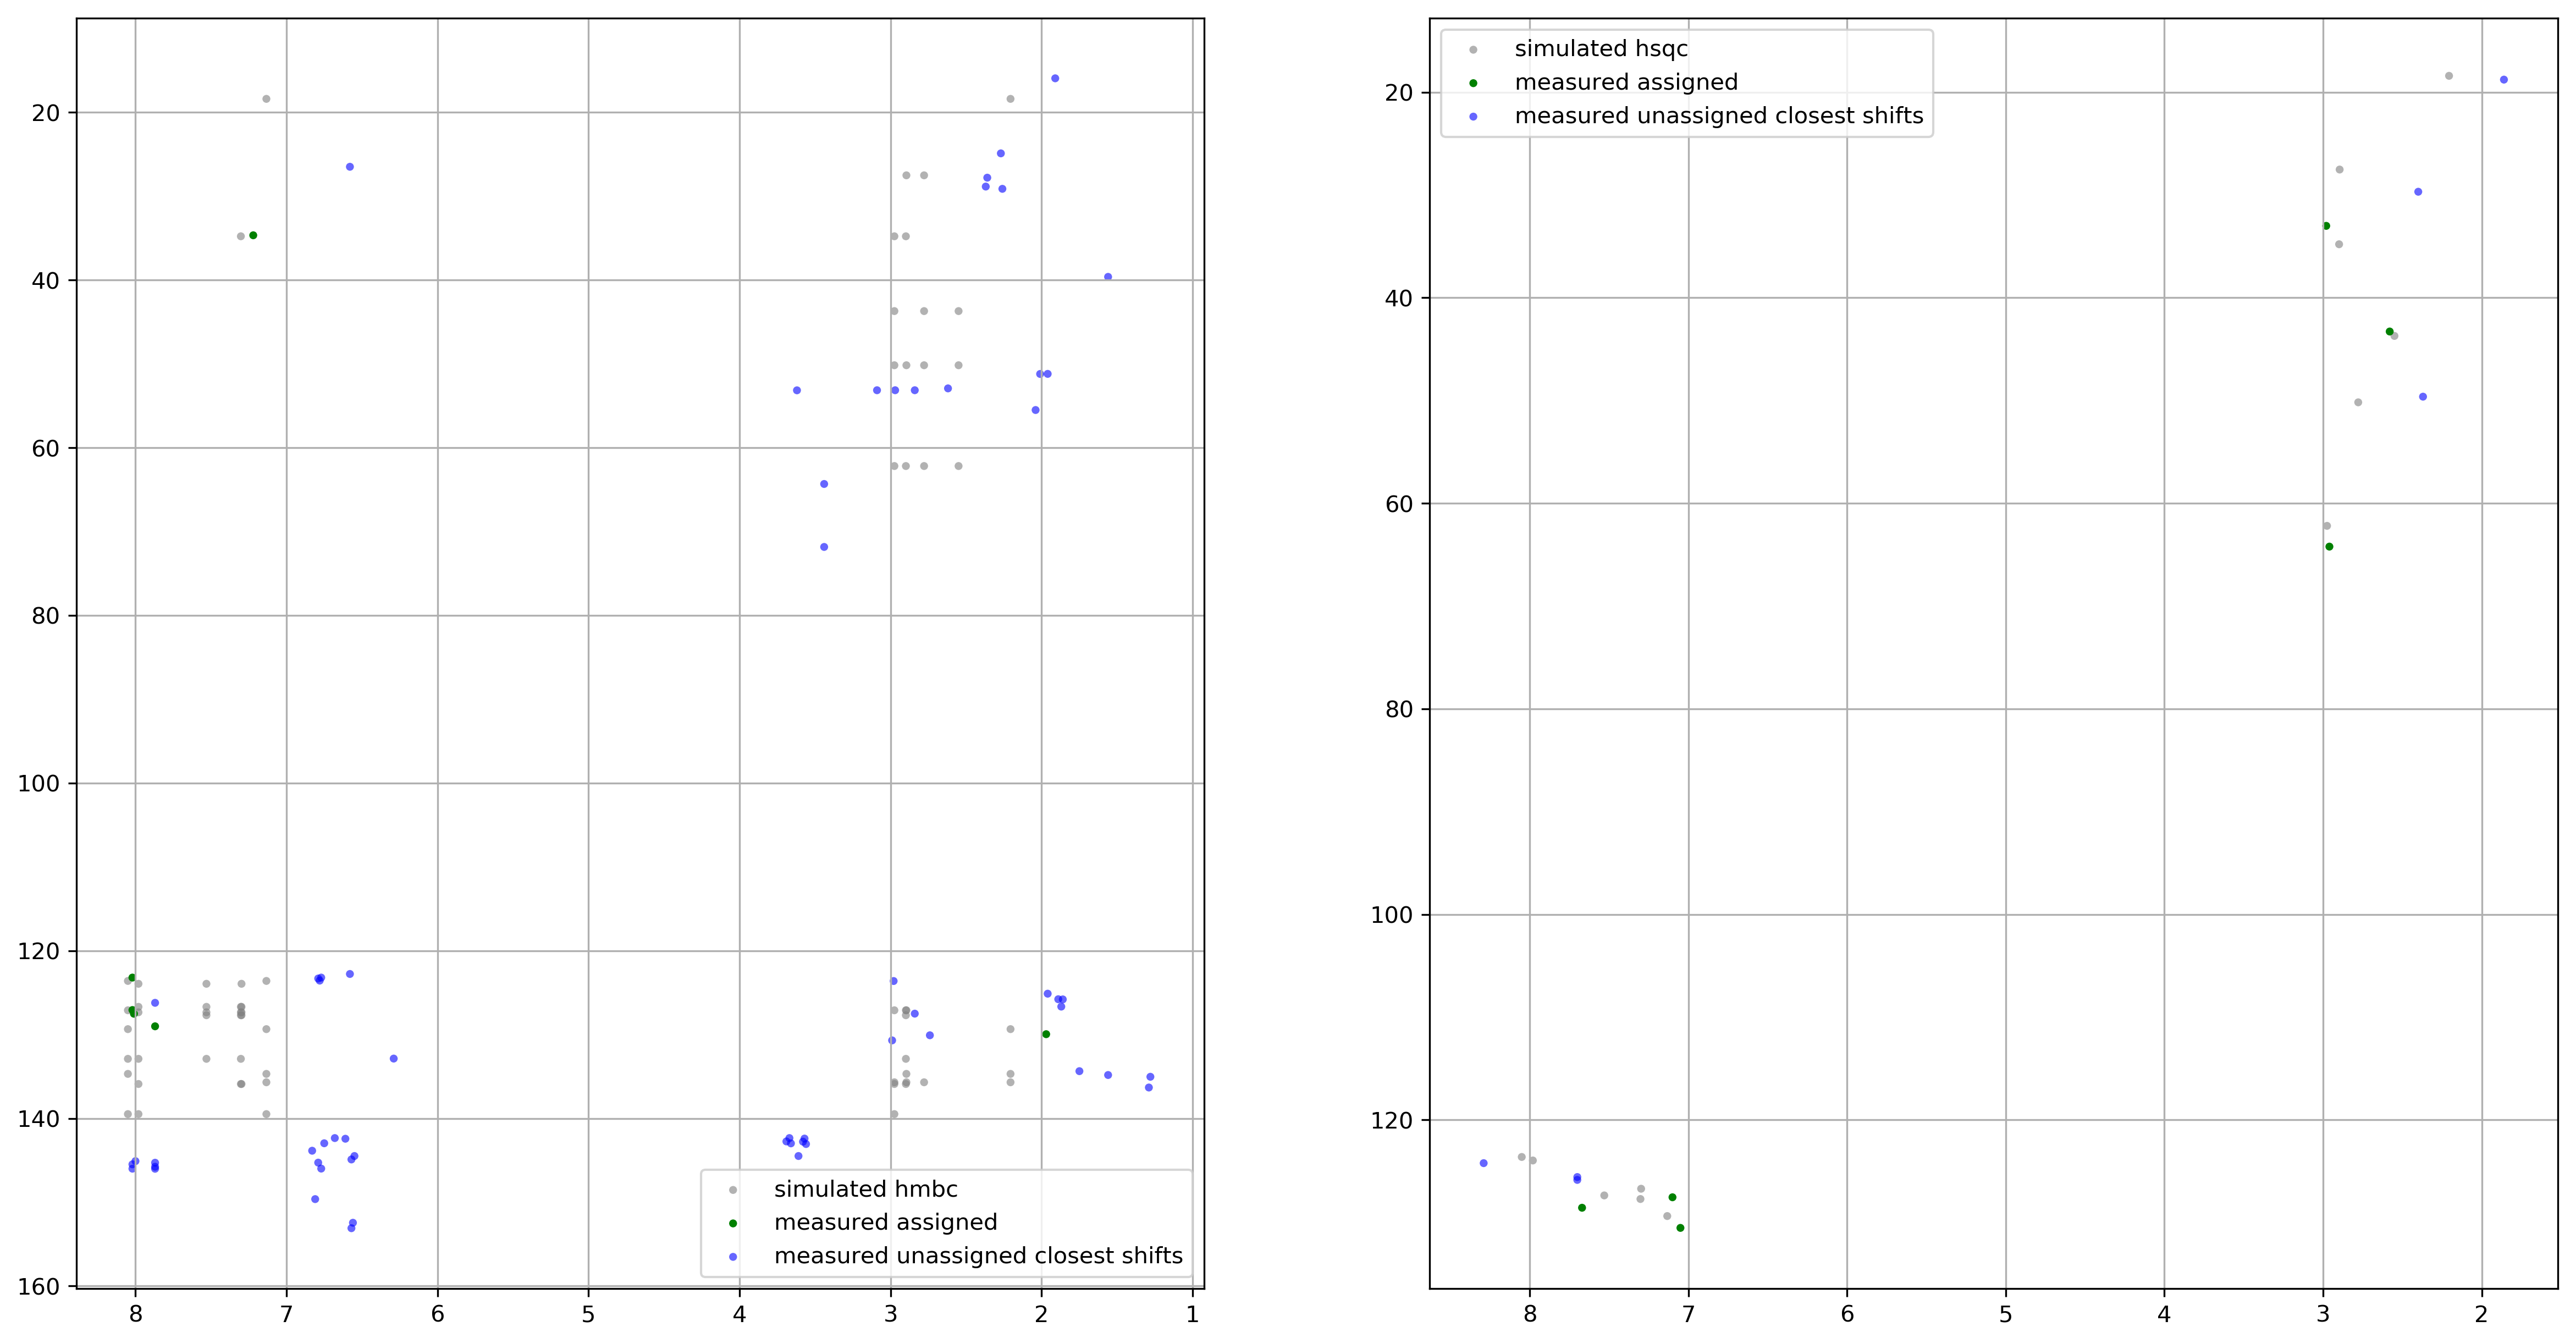 20
40
60
80
100
120
140
160
8 7 6 5 4 3 2 1
simulated hmbc
measured assigned
measured unassigned closest shifts
simulated hsqc
measured assigned
measured unassigned closest shifts
20
40
60
80
100
120
8 7 6 5 4 3 2